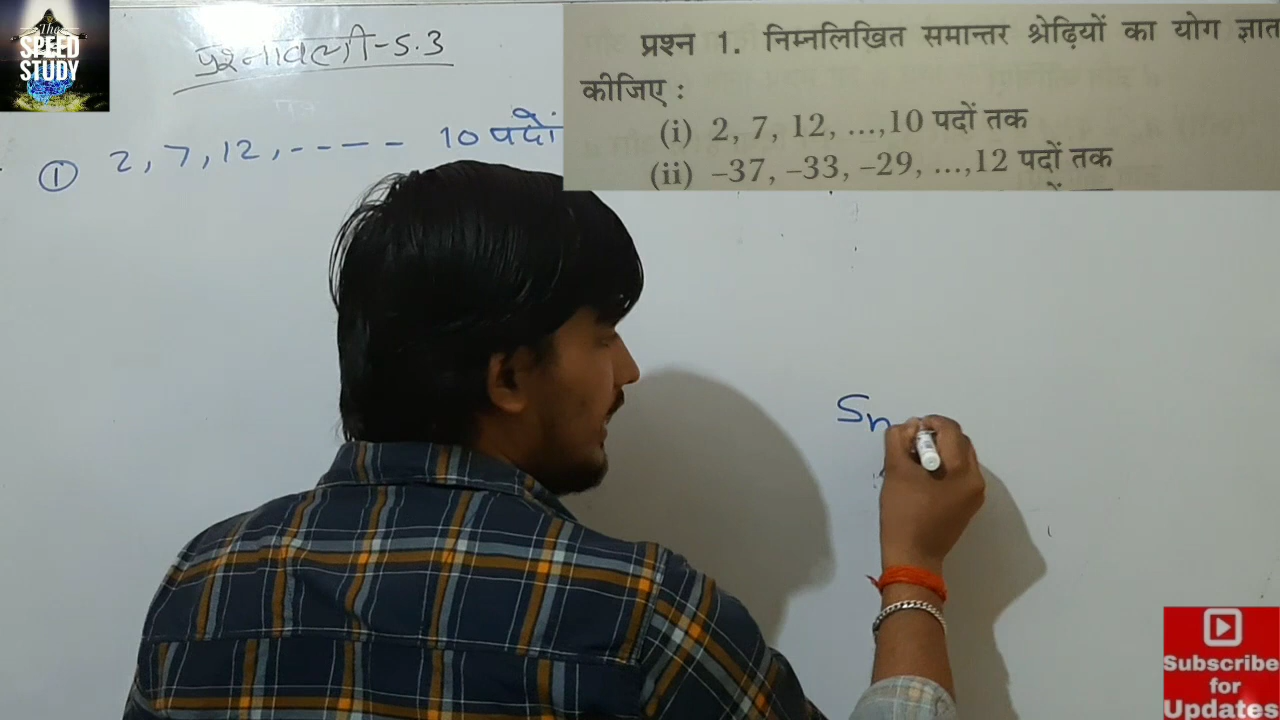 The
SPEED
STUDY
प्रश्नावली-5.3
① 2, 7, 12, ---- 10 पदों
प्रश्न 1. निम्नलिखित समान्तर श्रेढ़ियों का योग ज्ञात
कीजिए :
(i) 2, 7, 12, ...,10 पदों तक
(ii) –37, –33, –29, ...,12 पदों तक
Sn
Subscribe
for
Updates